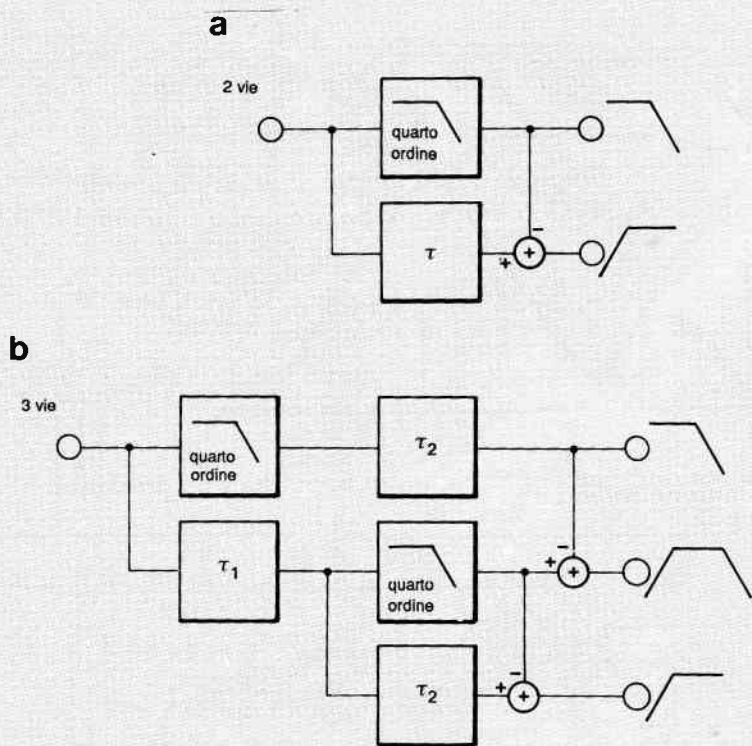 a
2 vie
quarto
ordine
τ
−
+
+
b
3 vie
quarto
ordine
τ2
τ1
quarto
ordine
−
+
+
τ2
−
+
+